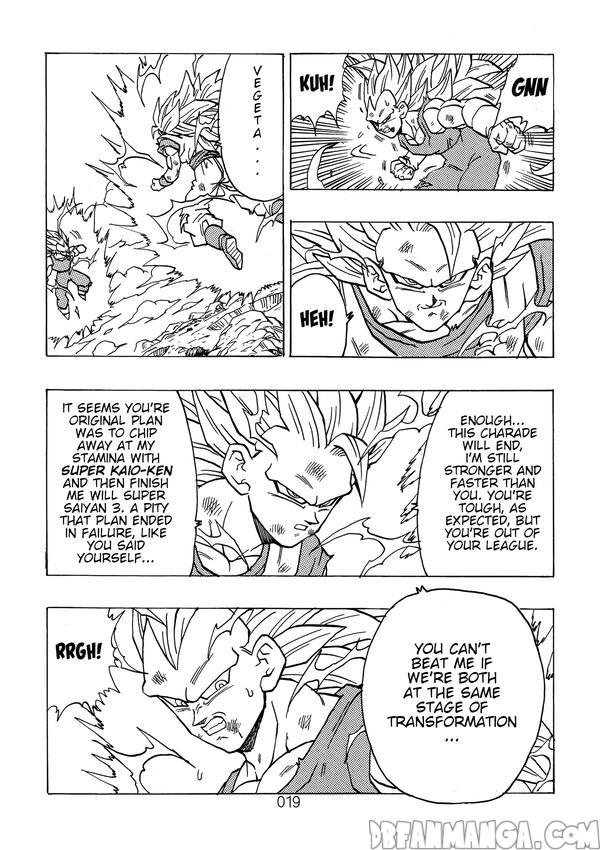 GNN
KUH!
HEH!
VEGETA...
ENOUGH...
THIS CHARADE
WILL END,
I'M STILL
STRONGER AND
FASTER THAN
YOU. YOU'RE
TOUGH, AS
EXPECTED, BUT
YOU'RE OUT OF
YOUR LEAGUE.
IT SEEMS YOU'RE
ORIGINAL PLAN
WAS TO CHIP
AWAY AT MY
STAMINA WITH
SUPER KAIO-KEN
AND THEN FINISH
ME WILL SUPER
SAIYAN 3. A PITY
THAT PLAN ENDED
IN FAILURE, LIKE
YOU SAID
YOURSELF...
YOU CAN'T
BEAT ME IF
WE'RE BOTH
AT THE SAME
STAGE OF
TRANSFORMATION
...
RRGH!
019
DBFANMANGA.COM